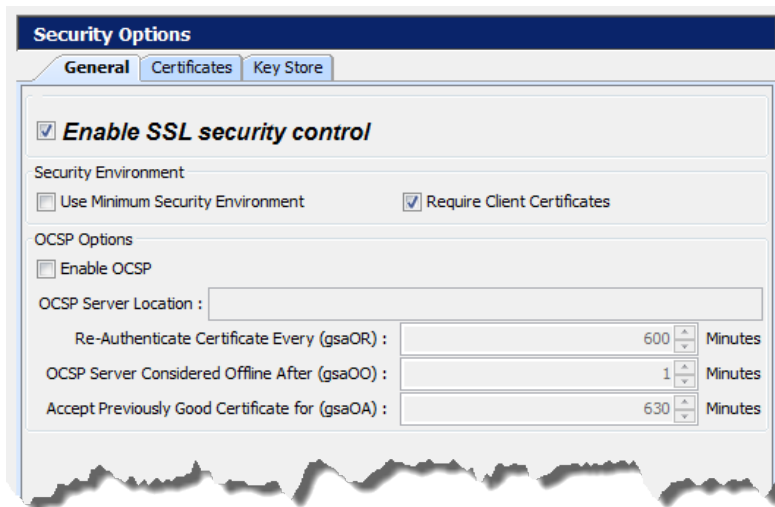 Security Options
General Certificates Key Store
Enable SSL security control
Security Environment
Use Minimum Security Environment Require Client Certificates
OCSP Options
Enable OCSP
OCSP Server Location :
Re-Authenticate Certificate Every (gsaOR) : 600 Minutes
OCSP Server Considered Offline After (gsaOO) : 1 Minutes
Accept Previously Good Certificate for (gsaOA) : 630 Minutes